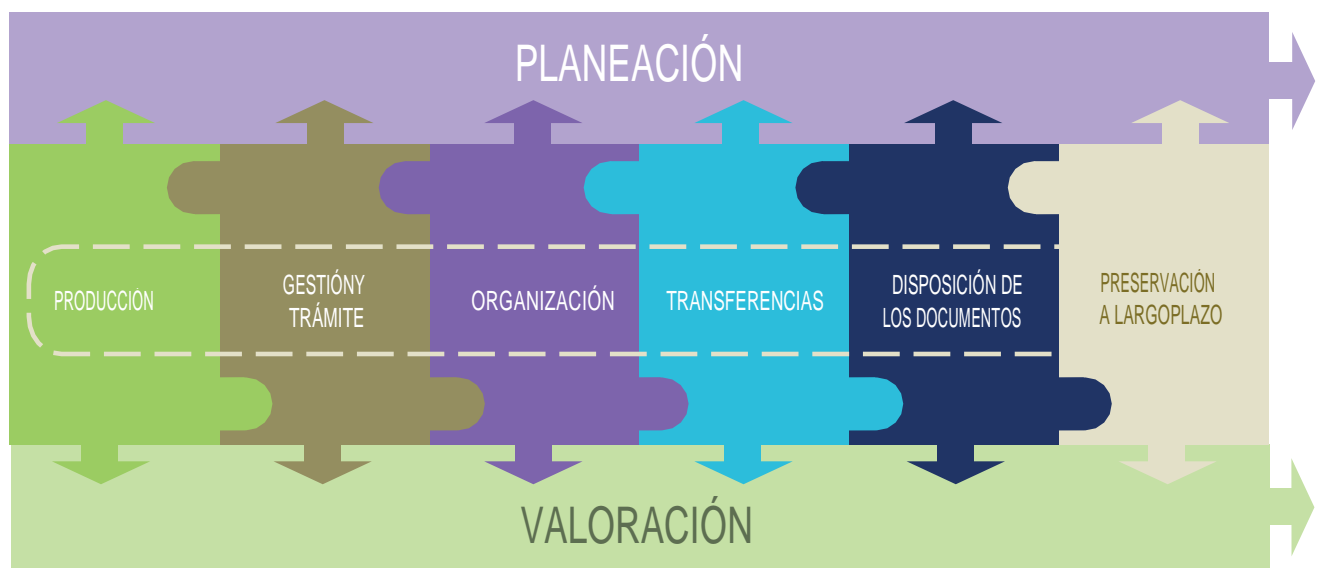 PLANEACIÓN
PRODUCCIÓN
GESTIÓNY
TRÁMITE
ORGANIZACIÓN
TRANSFERENCIAS
DISPOSICIÓN DE
LOS DOCUMENTOS
PRESERVACIÓN
A LARGOPLAZO
VALORACIÓN